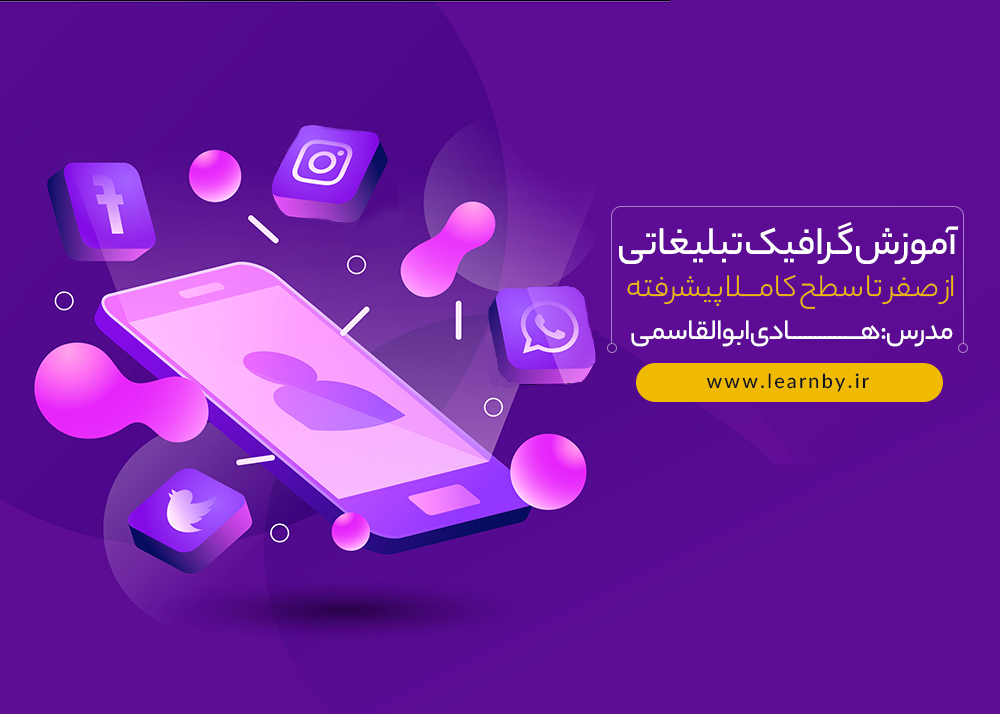 آموزش گرافیک تبلیغاتی
از صفر تا سطح کاملا پیشرفته
مدرس: هادی ابوالقاسمی
www.learnby.ir